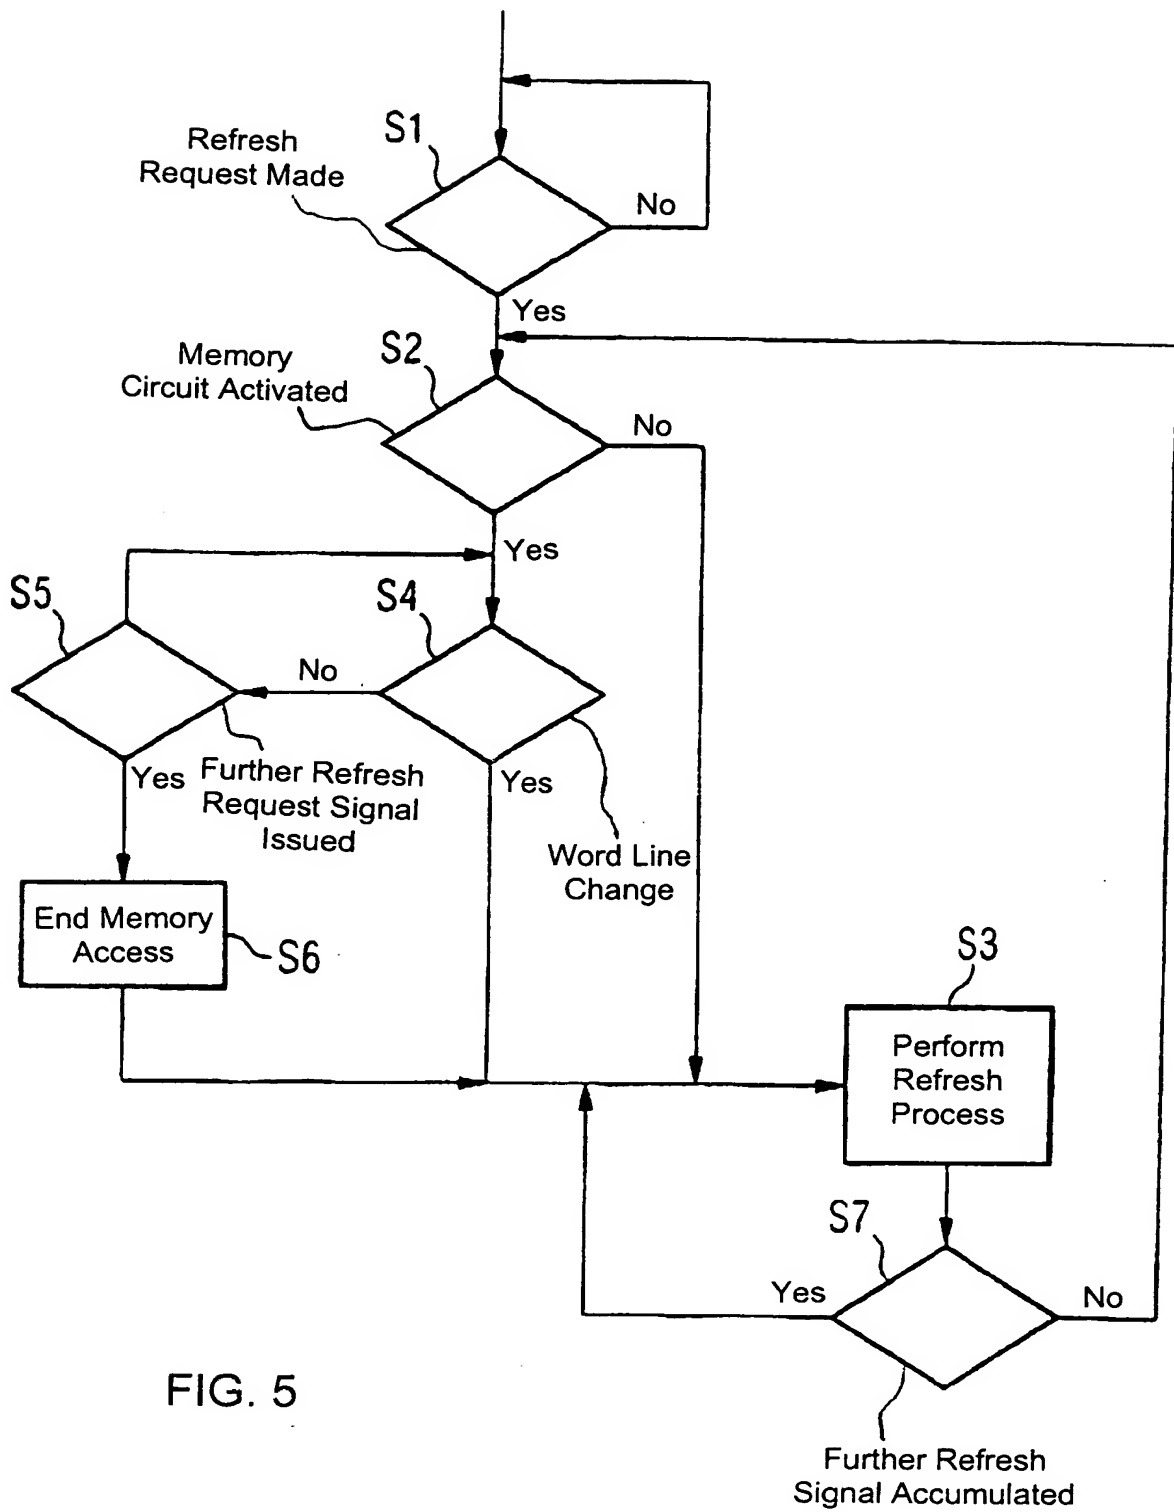 S1
Refresh
Request Made
No
Yes
S2
Memory
Circuit Activated
No
Yes
S5
S4
No
Yes
Further Refresh
Request Signal
Issued
Yes
Word Line
Change
End Memory
Access
S6
S3
Perform
Refresh
Process
S7
Yes
No
FIG. 5
Further Refresh
Signal Accumulated